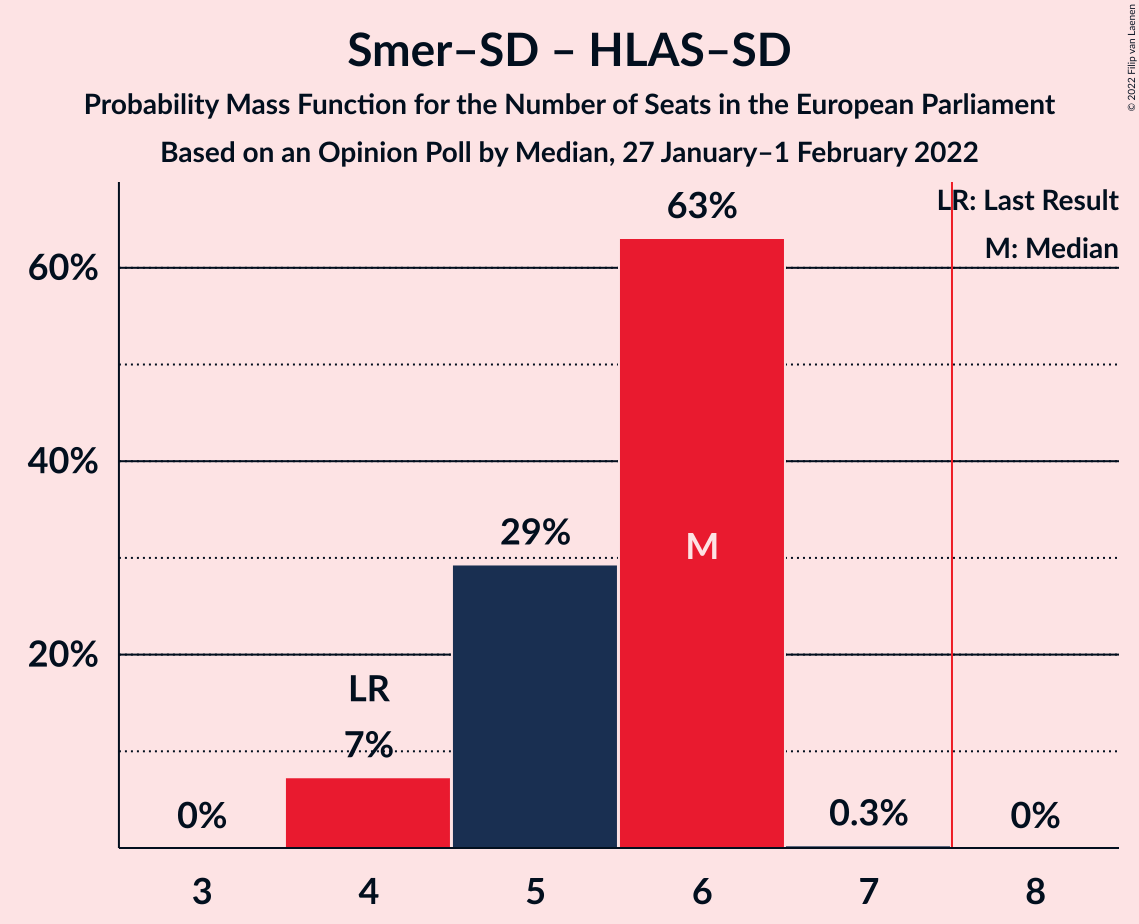 Smer–SD – HLAS–SD
Probability Mass Function for the Number of Seats in the European Parliament
Based on an Opinion Poll by Median, 27 January–1 February 2022
© 2022 Filip van Laenen
LR: Last Result
M: Median
63%
60%
40%
29%
M
20%
LR
7%
0%
0.3%
0%
3 4 5 6 7 8